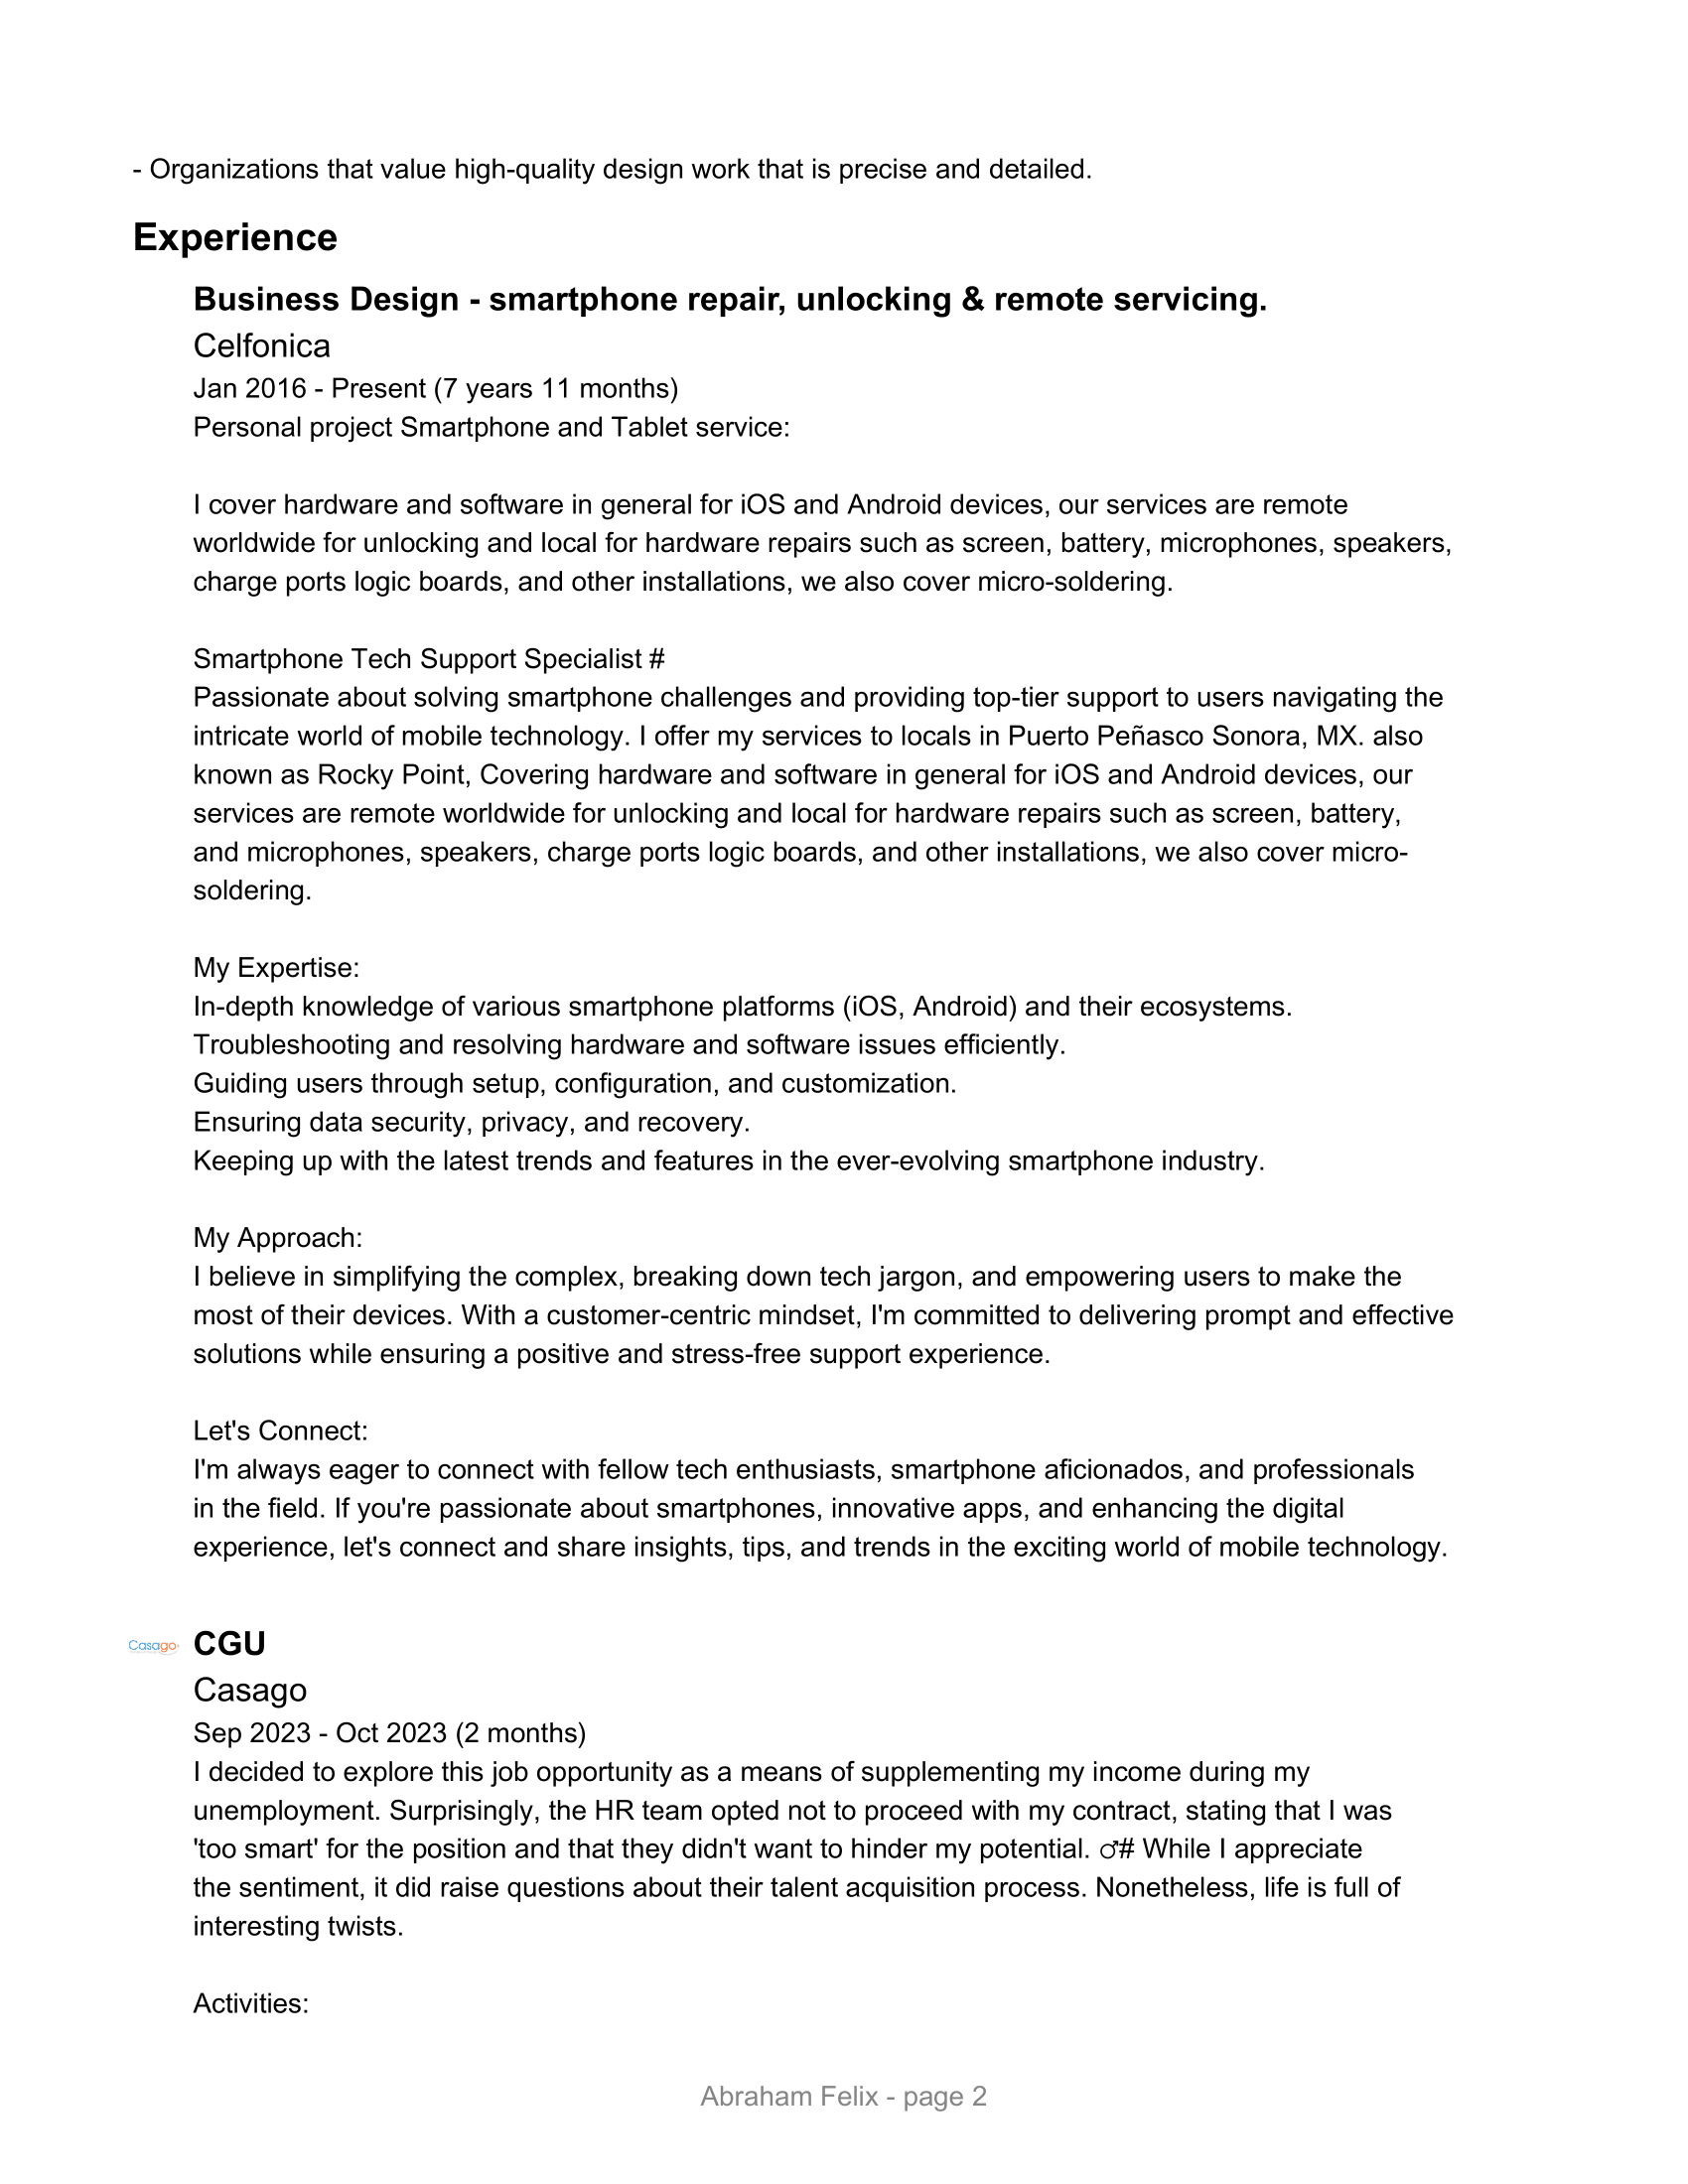 - Organizations that value high-quality design work that is precise and detailed.
Experience
Business Design - smartphone repair, unlocking & remote servicing.
Celfonica
Jan 2016 - Present (7 years 11 months)
Personal project Smartphone and Tablet service:
I cover hardware and software in general for iOS and Android devices, our services are remote
worldwide for unlocking and local for hardware repairs such as screen, battery, microphones, speakers,
charge ports logic boards, and other installations, we also cover micro-soldering.
Smartphone Tech Support Specialist #
Passionate about solving smartphone challenges and providing top-tier support to users navigating the
intricate world of mobile technology. I offer my services to locals in Puerto Peñasco Sonora, MX. also
known as Rocky Point, Covering hardware and software in general for iOS and Android devices, our
services are remote worldwide for unlocking and local for hardware repairs such as screen, battery,
and microphones, speakers, charge ports logic boards, and other installations, we also cover micro-
soldering.
My Expertise:
In-depth knowledge of various smartphone platforms (iOS, Android) and their ecosystems.
Troubleshooting and resolving hardware and software issues efficiently.
Guiding users through setup, configuration, and customization.
Ensuring data security, privacy, and recovery.
Keeping up with the latest trends and features in the ever-evolving smartphone industry.
My Approach:
I believe in simplifying the complex, breaking down tech jargon, and empowering users to make the
most of their devices. With a customer-centric mindset, I'm committed to delivering prompt and effective
solutions while ensuring a positive and stress-free support experience.
Let's Connect:
I'm always eager to connect with fellow tech enthusiasts, smartphone aficionados, and professionals
in the field. If you're passionate about smartphones, innovative apps, and enhancing the digital
experience, let's connect and share insights, tips, and trends in the exciting world of mobile technology.
Casago CGU
Casago
Sep 2023 - Oct 2023 (2 months)
I decided to explore this job opportunity as a means of supplementing my income during my
unemployment. Surprisingly, the HR team opted not to proceed with my contract, stating that I was
'too smart' for the position and that they didn't want to hinder my potential. ♂# While I appreciate
the sentiment, it did raise questions about their talent acquisition process. Nonetheless, life is full of
interesting twists.
Activities:
Abraham Felix - page 2